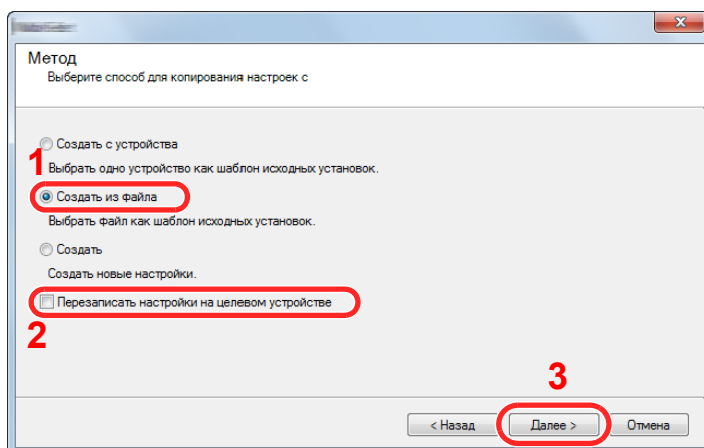 Метод
Выберите способ для копирования настроек с
Создать с устройства
1
Выбрать одно устройство как шаблон исходных установок.
Создать из файла
Выбрать файл как шаблон исходных установок.
Создать
Создать новые настройки.
Перезаписать настройки на целевом устройстве
2
3
< Назад Далее > Отмена